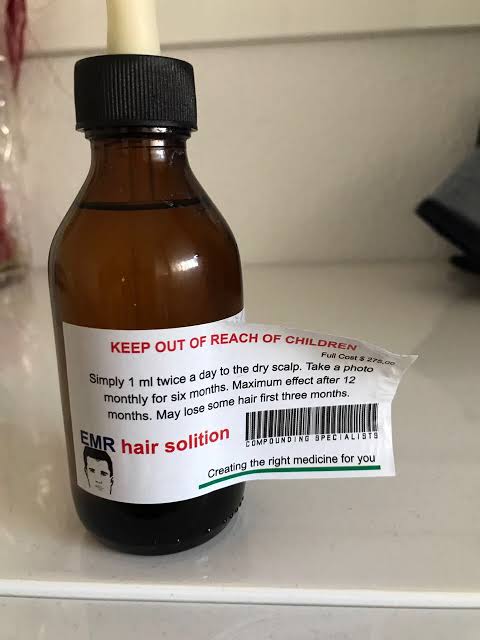 KEEP OUT OF REACH OF CHILDREN
Full Cost $ 275.00
Simply 1 ml twice a day to the dry scalp. Take a photo
monthly for six months. Maximum effect after 12
months. May lose some hair first three months.
EMR hair solition
COMPOUNDING SPECIALISTS
Creating the right medicine for you